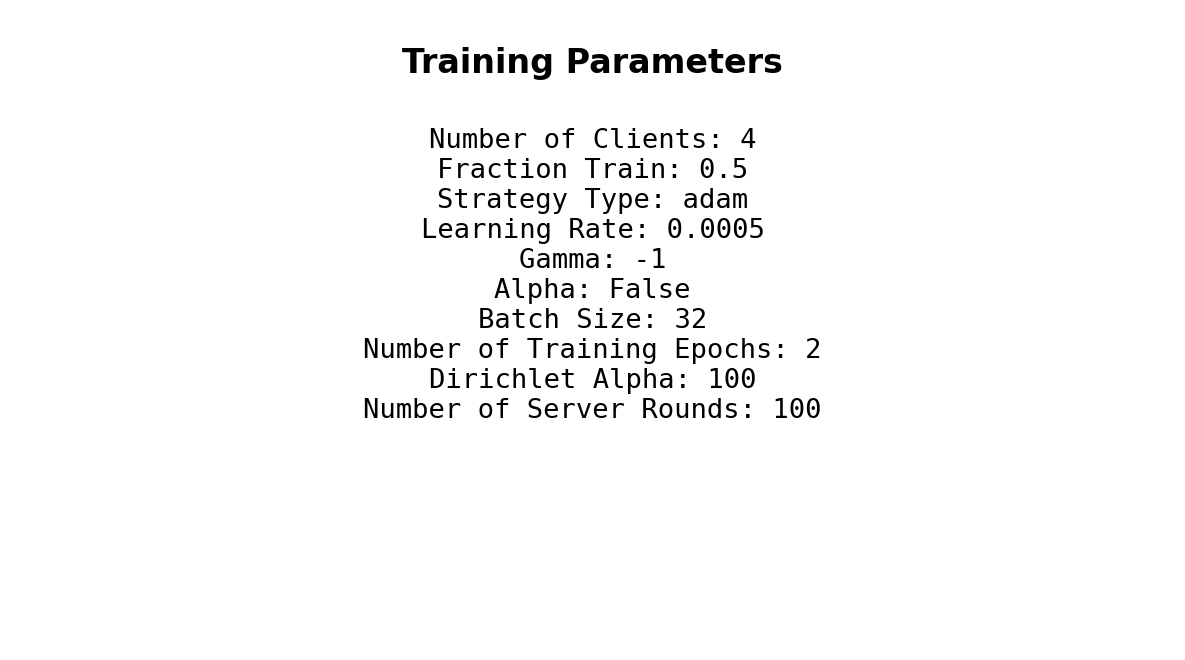 Training Parameters
Number of Clients: 4
Fraction Train: 0.5
Strategy Type: adam
Learning Rate: 0.0005
Gamma: -1
Alpha: False
Batch Size: 32
Number of Training Epochs: 2
Dirichlet Alpha: 100
Number of Server Rounds: 100